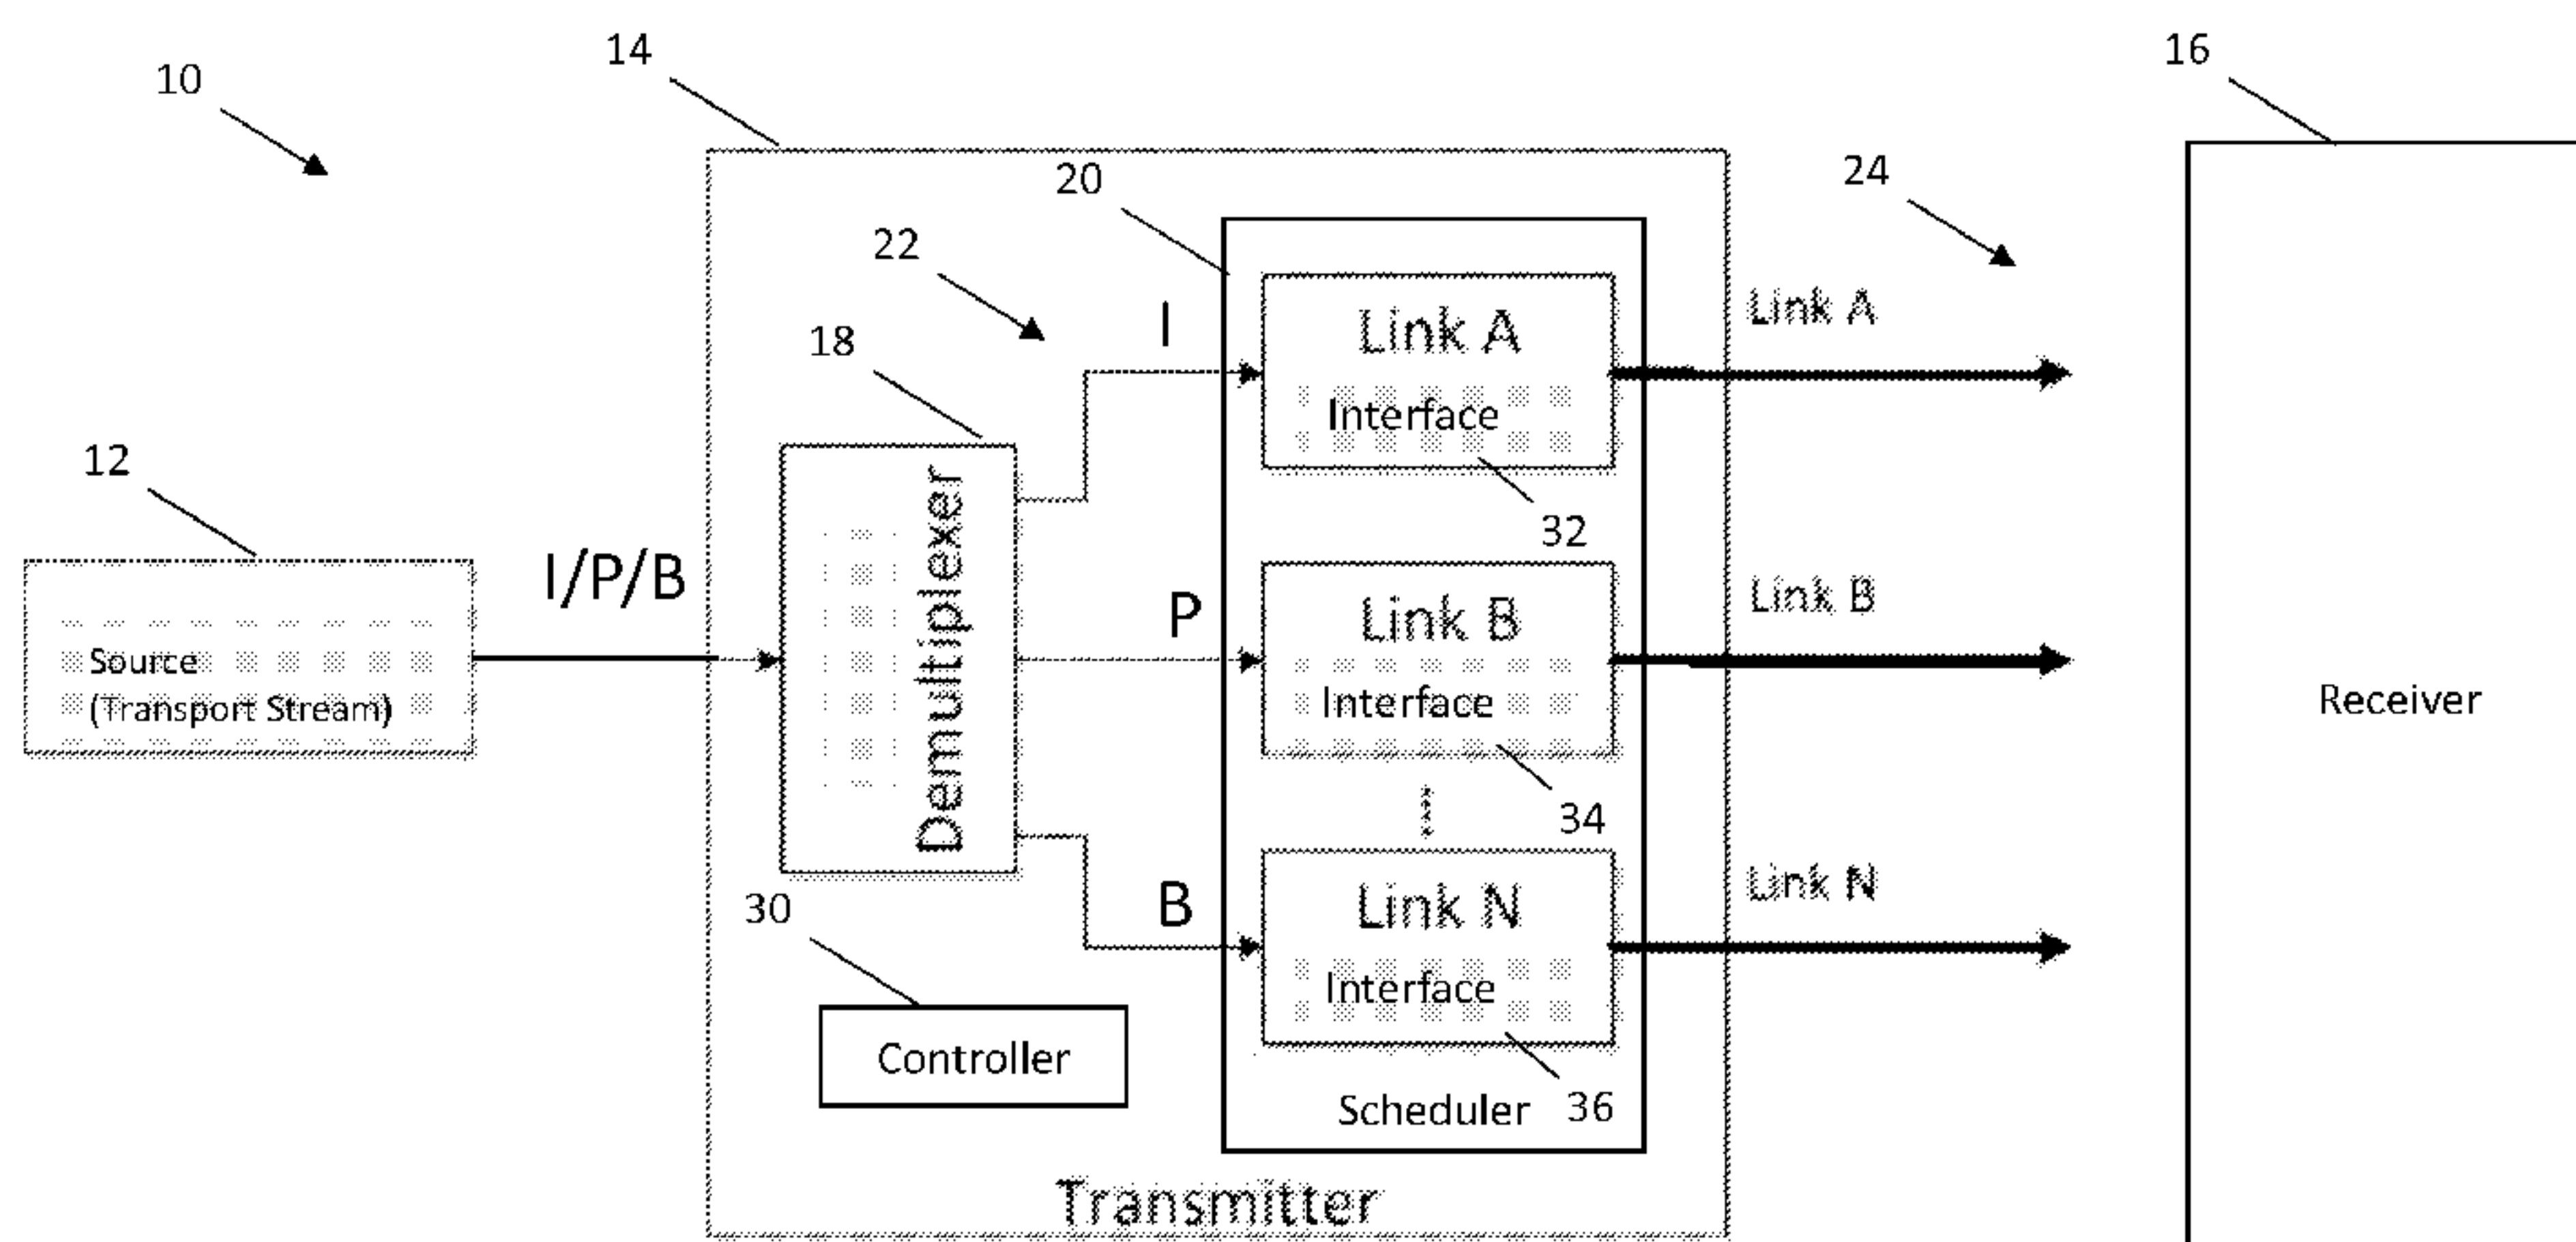 10
14
16
20
24
22
I
Link A
Link A
18
Interface
12
32
I/P/B
Demultiplexer
P
Link B
Link B
Source
(Transport Stream)
Interface
Receiver
34
30
B
Link N
Link N
Interface
Controller
Scheduler
36
Transmitter